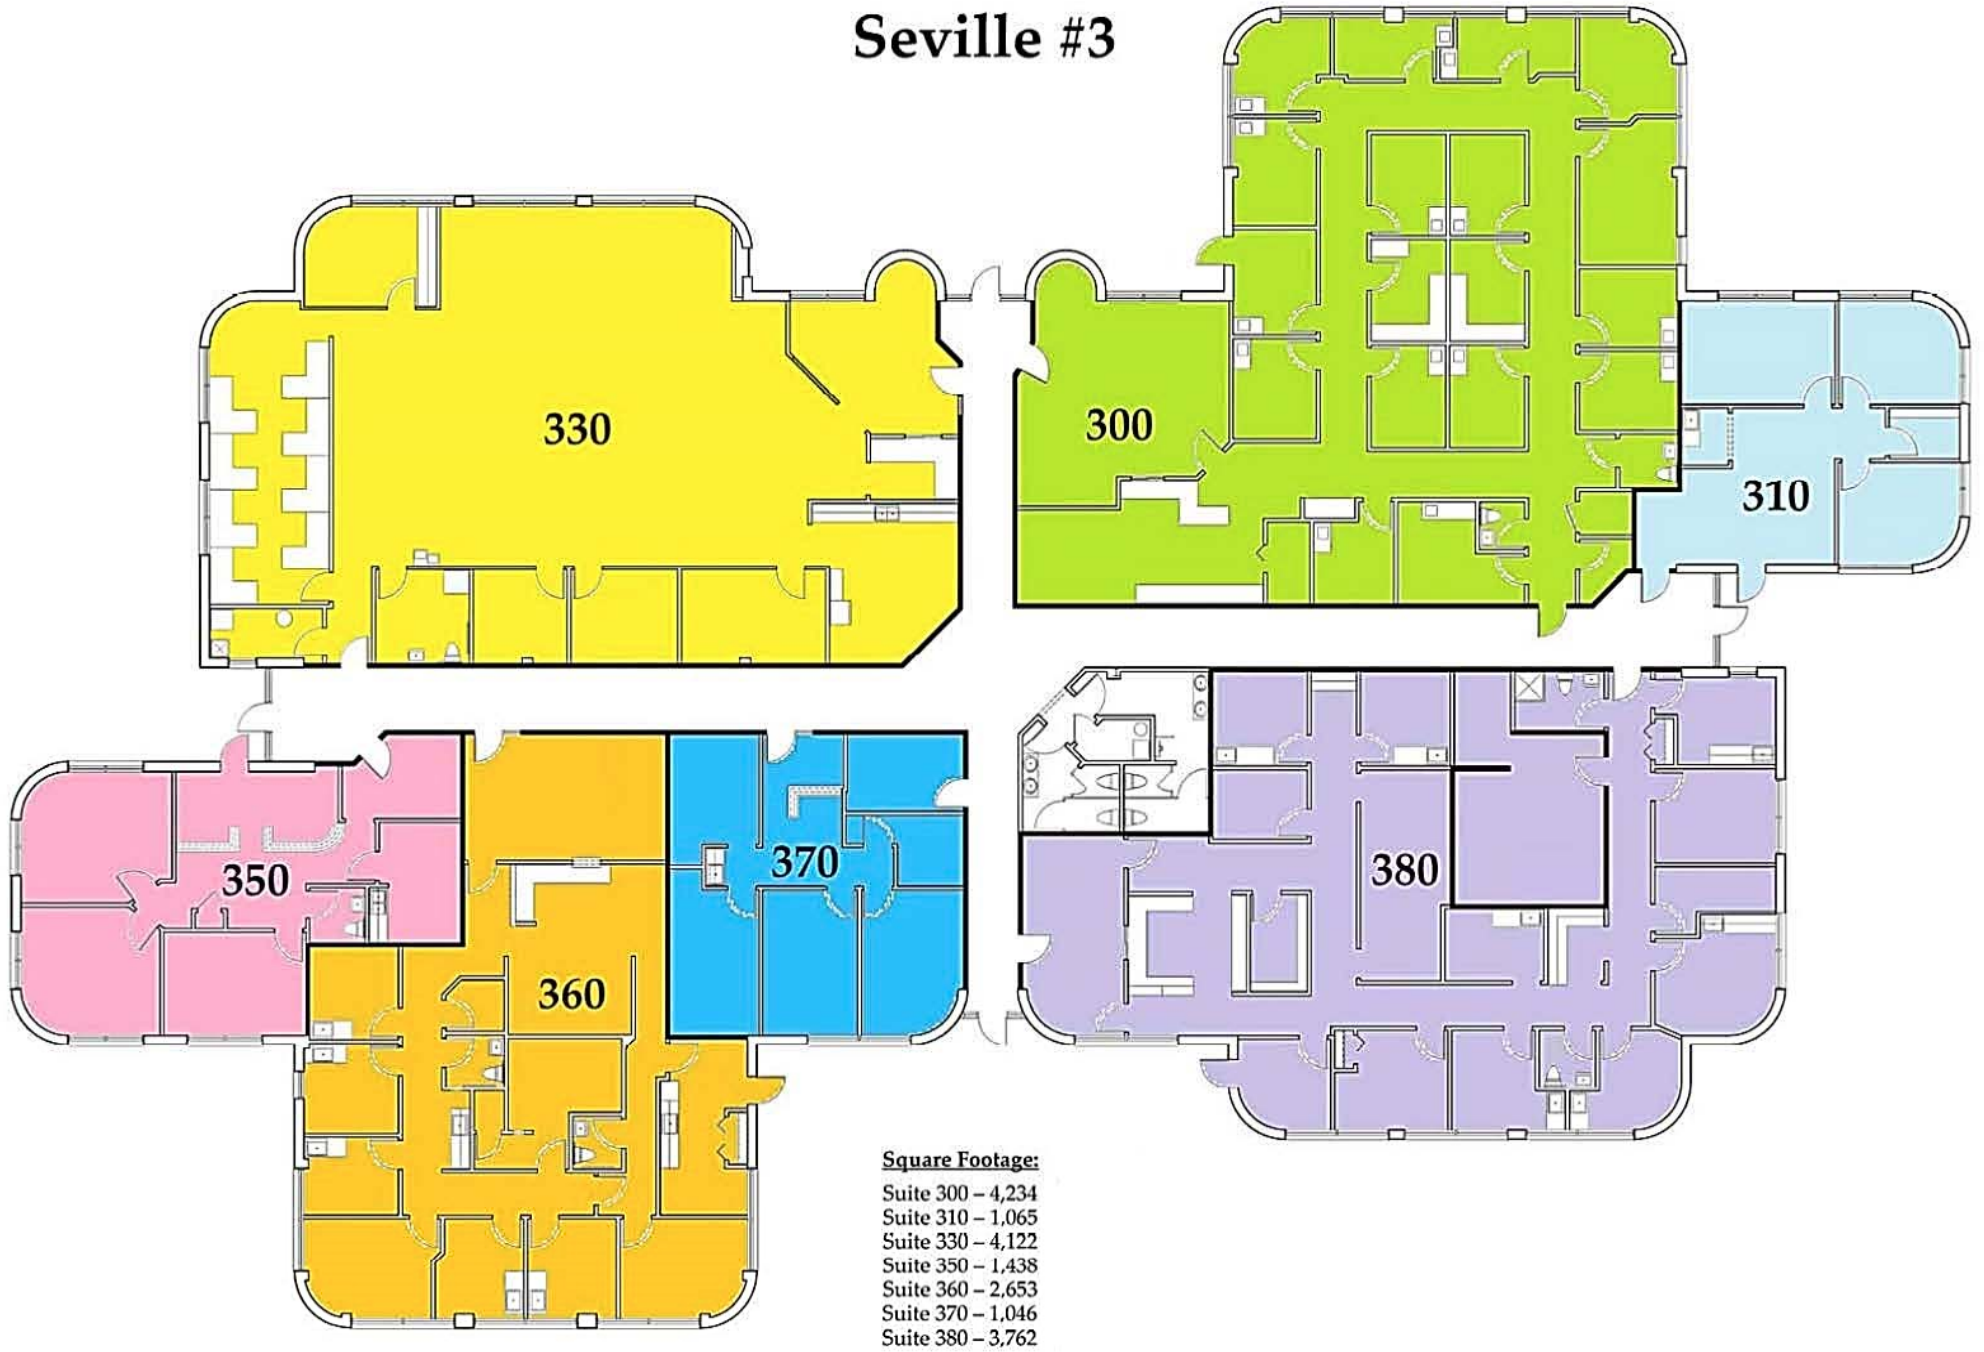 Seville #3
330
300
310
350
360
370
380
Square Footage:
Suite 300 – 4,234
Suite 310 – 1,065
Suite 330 – 4,122
Suite 350 – 1,438
Suite 360 – 2,653
Suite 370 – 1,046
Suite 380 – 3,762